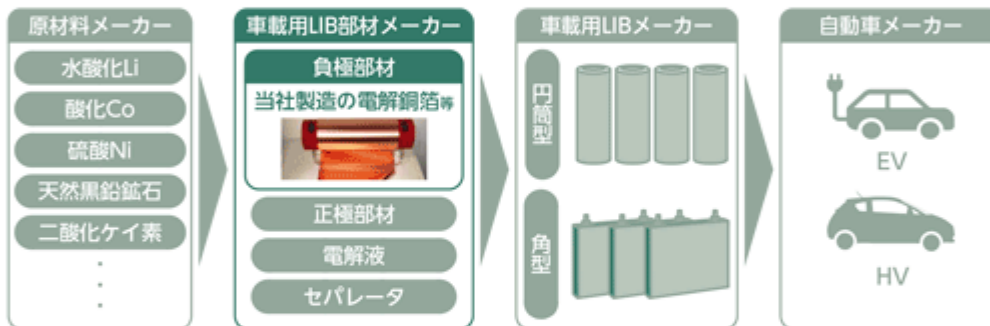 原材料メーカー
水酸化Li
酸化Co
硫酸Ni
天然黒鉛鉱石
二酸化ケイ素
・
・
・
車載用LIB部材メーカー
負極部材
当社製造の電解銅箔等
正極部材
電解液
セパレータ
車載用LIBメーカー
円筒型
角型
自動車メーカー
EV
HV